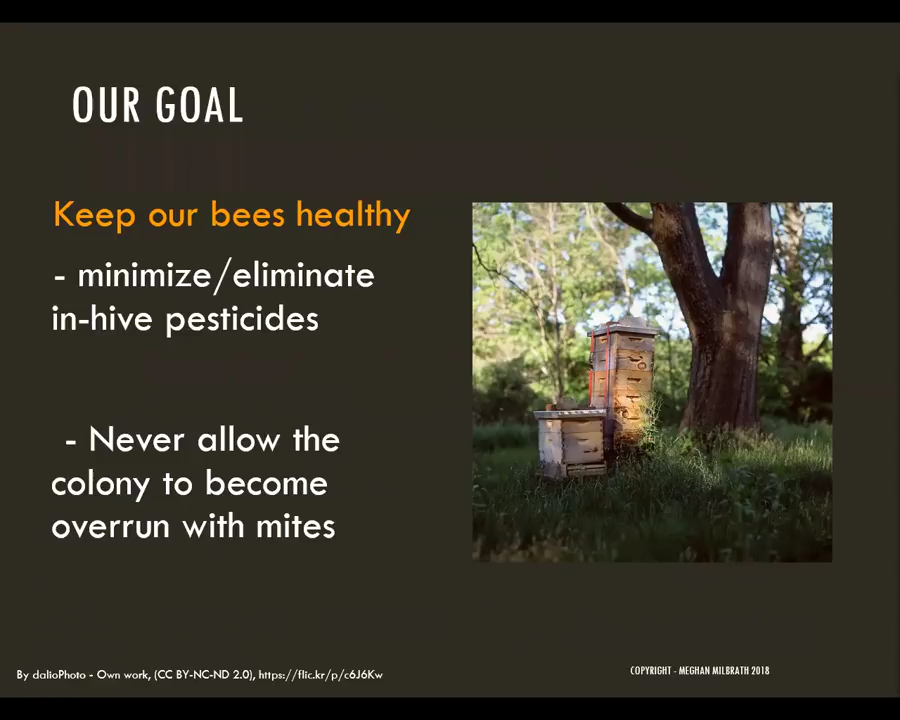 OUR GOAL
Keep our bees healthy
- minimize/eliminate
in-hive pesticides
- Never allow the
colony to become
overrun with mites
By dalioPhoto - Own work, (CC BY-NC-ND 2.0), https://flic.kr/p/c6J6Kw
COPYRIGHT - MEGHAN MILBRATH 2018